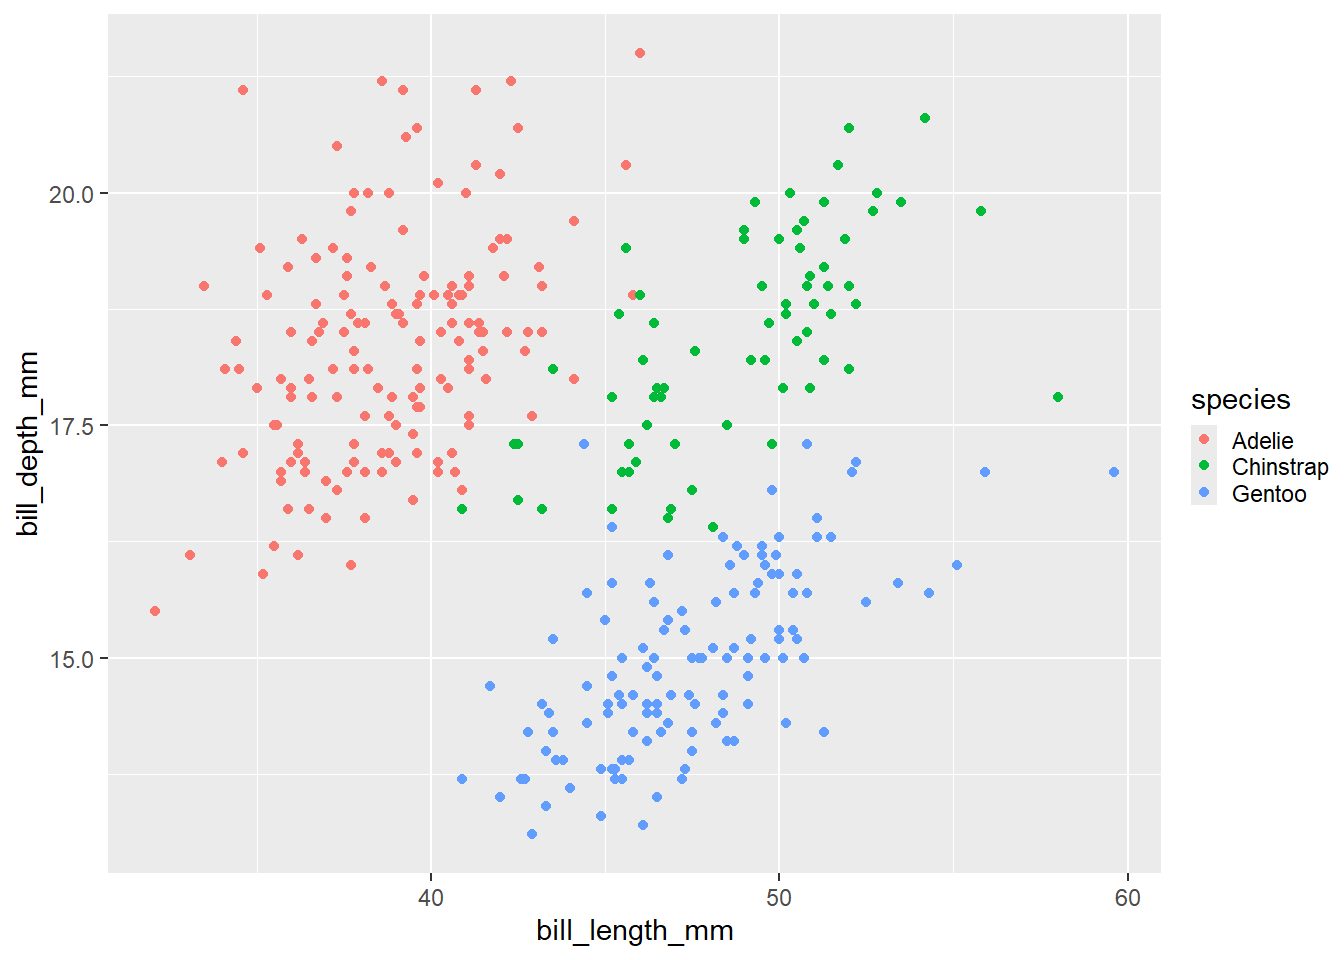 20.0
17.5
15.0
bill_depth_mm
40
50
60
bill_length_mm
species
Adelie
Chinstrap
Gentoo